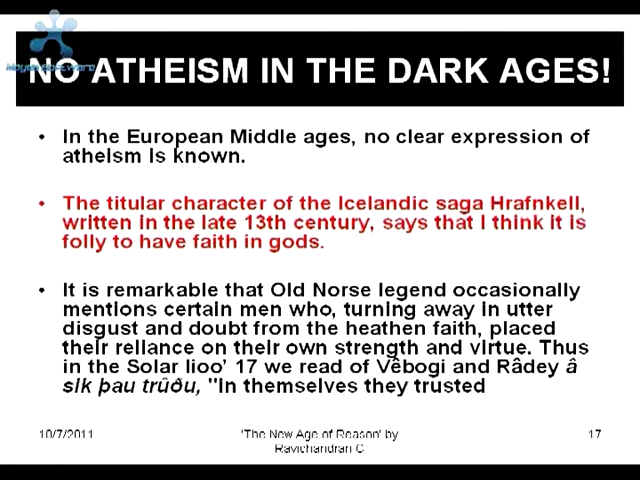 NO ATHEISM IN THE DARK AGES!
• In the European Middle ages, no clear expression of
atheism is known.
• The titular character of the Icelandic saga Hrafnkell,
written in the late 13th century, says that I think it is
folly to have faith in gods.
• It is remarkable that Old Norse legend occasionally
mentions certain men who, turning away in utter
disgust and doubt from the heathen faith, placed
their reliance on their own strength and virtue. Thus
in the Solar lioo' 17 we read of Vêbogi and Râdey â
sik þau trûðu, "In themselves they trusted
10/7/2011
'The New Age of Reason' by
Ravichandran C
17